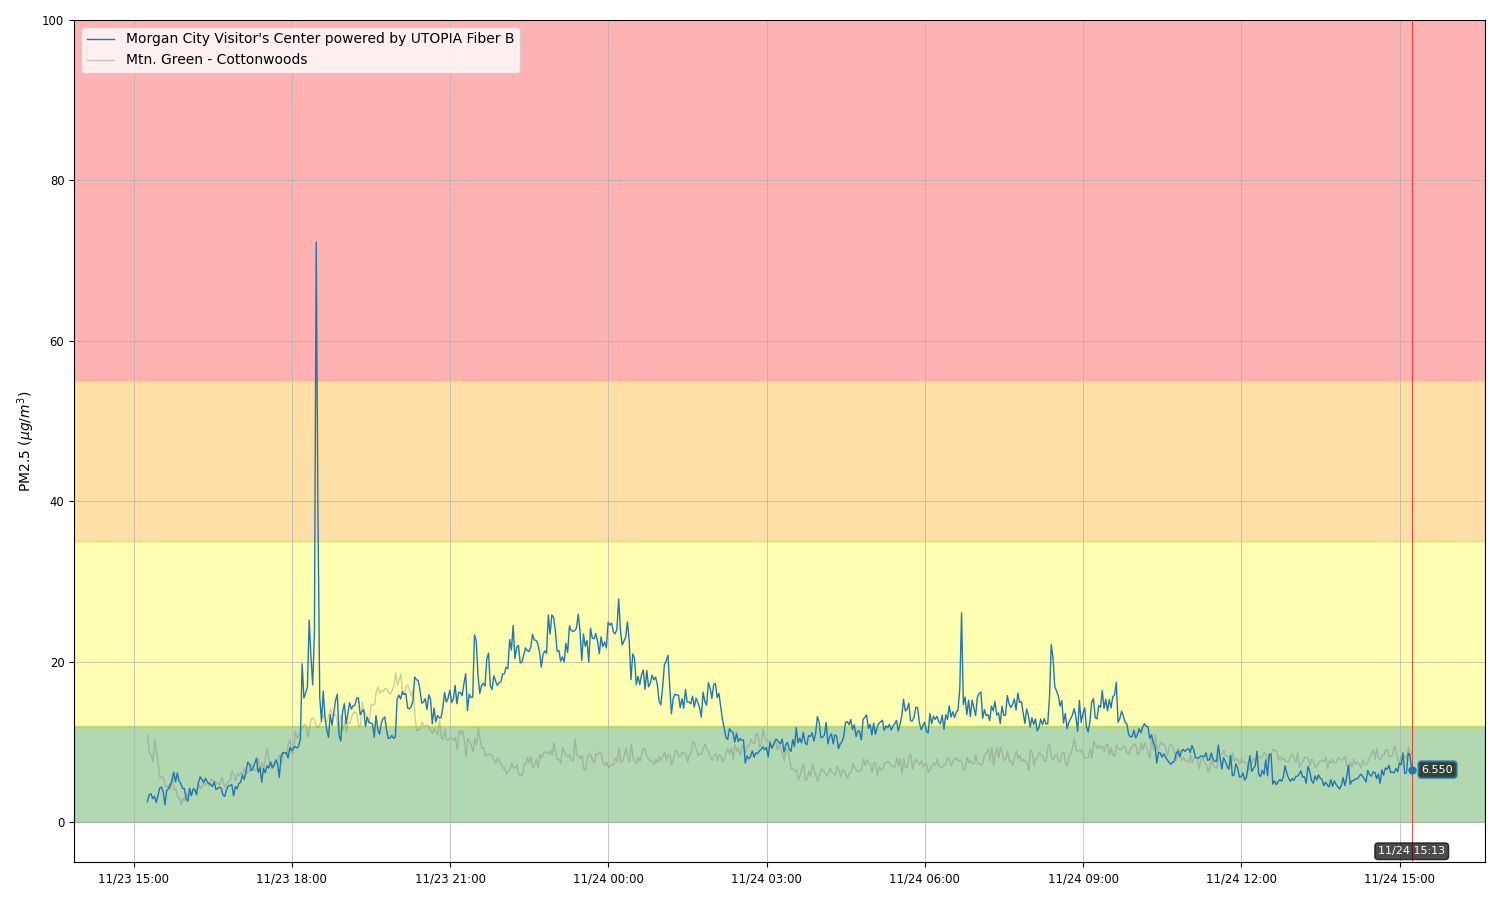 100
Morgan City Visitor's Center powered by UTOPIA Fiber B
Mtn. Green - Cottonwoods
80
60
PM2.5 (μg/m³)
40
20
6.550
0
11/24 15:13
11/23 15:00 11/23 18:00 11/23 21:00 11/24 00:00 11/24 03:00 11/24 06:00 11/24 09:00 11/24 12:00 11/24 15:00